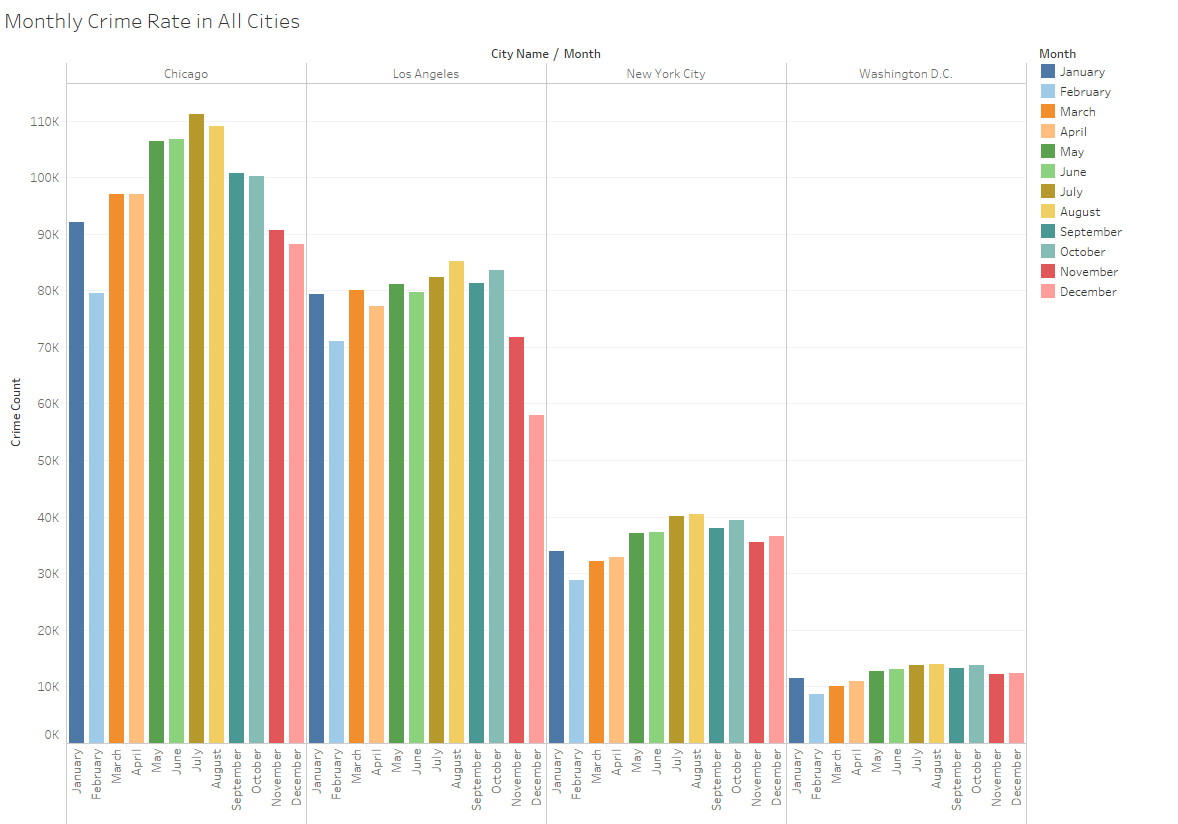 Monthly Crime Rate in All Cities
City Name / Month
Chicago
Los Angeles
New York City
Washington D.C.
Crime Count
110K
100K
90K
80K
70K
60K
50K
40K
30K
20K
10K
0K
January
February
March
April
May
June
July
August
September
October
November
December
January
February
March
April
May
June
July
August
September
October
November
December
January
February
March
April
May
June
July
August
September
October
November
December
January
February
March
April
May
June
July
August
September
October
November
December
Month
January
February
March
April
May
June
July
August
September
October
November
December